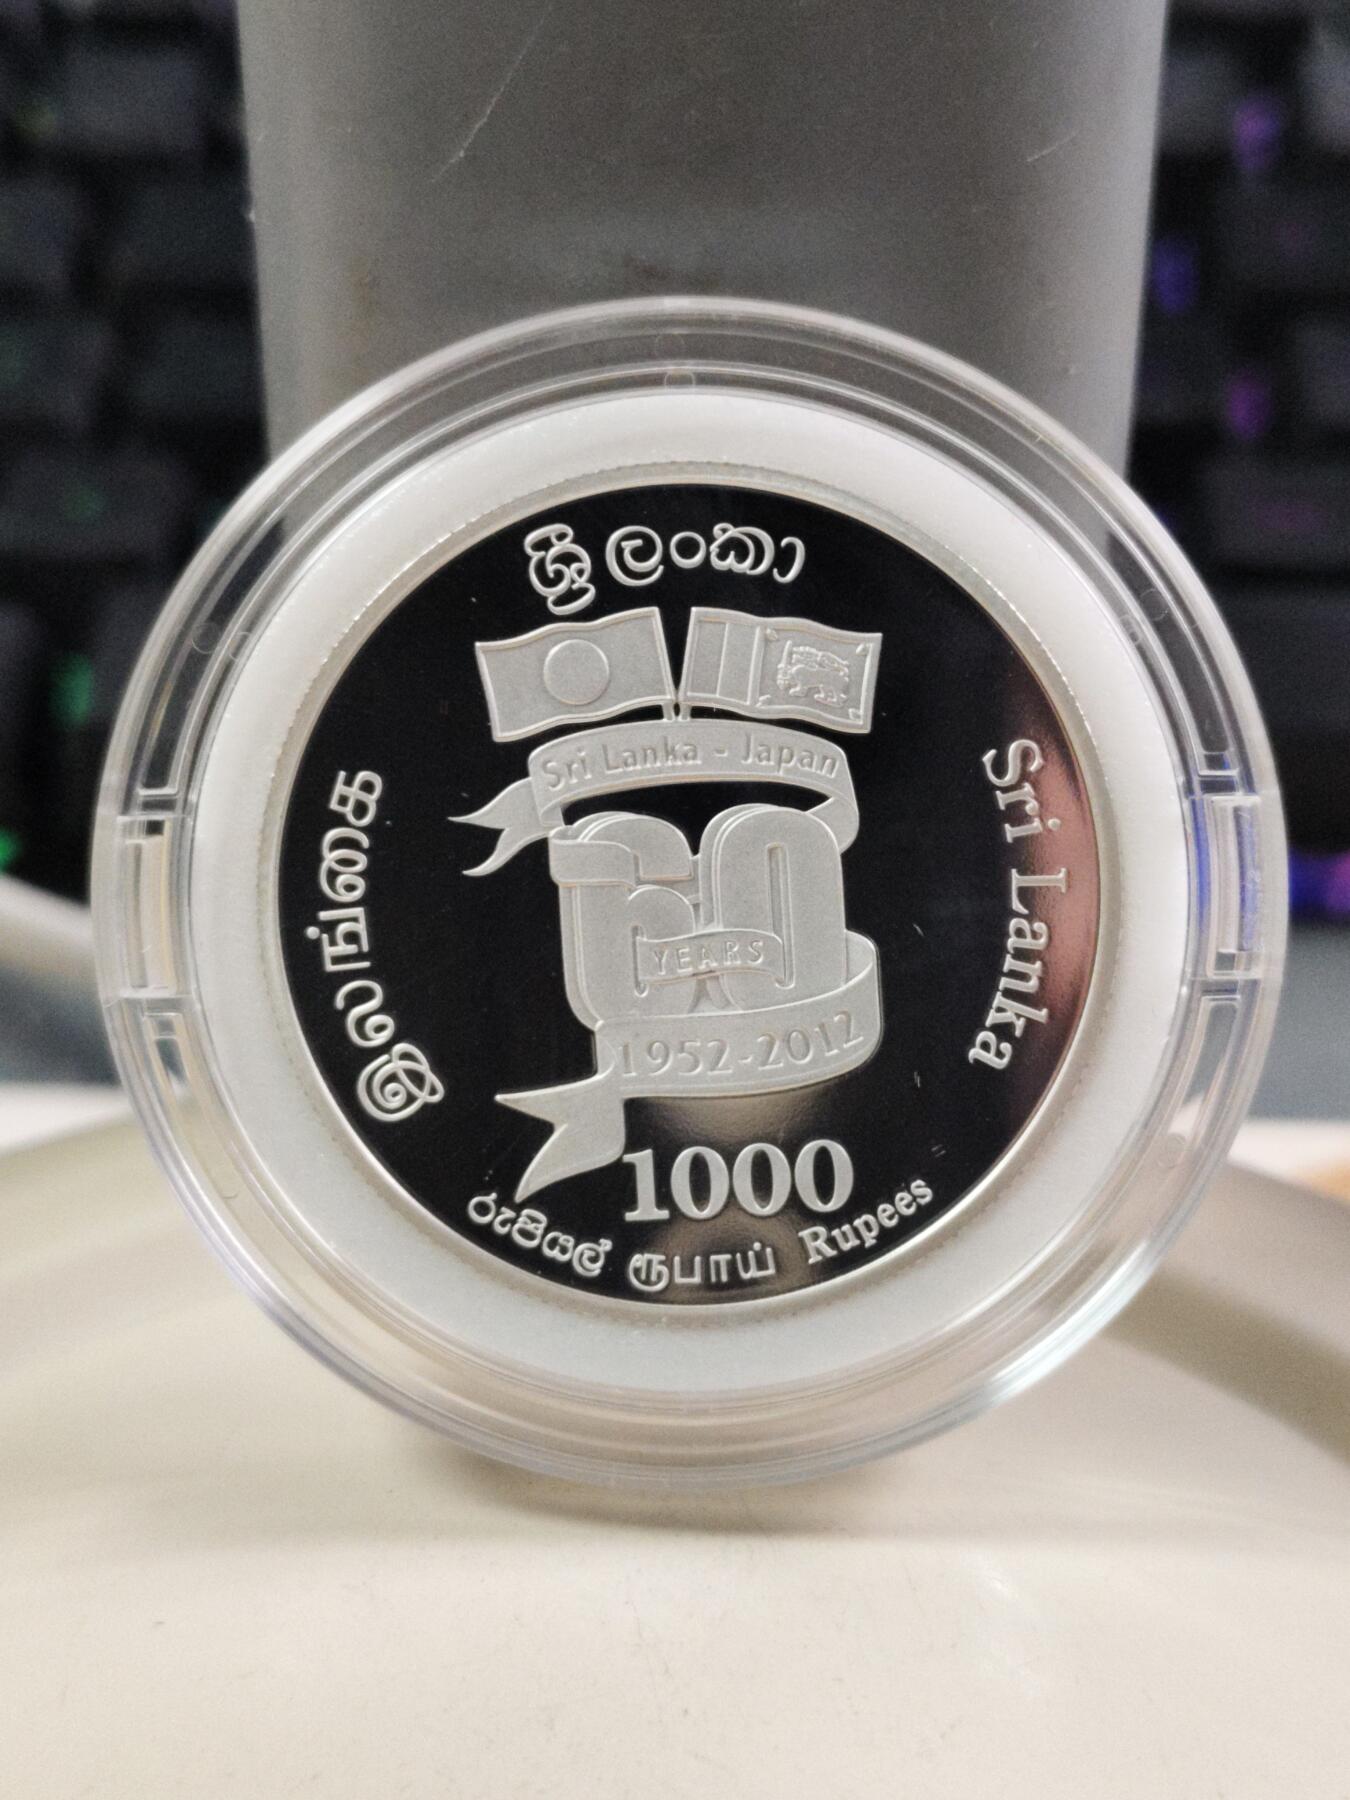 ශ්‍රී ලංකා
Sri Lanka - Japan
இலங்கை
Sri Lanka
60
YEARS
1952-2012
1000
රුපියල් ரூபாய் Rupees